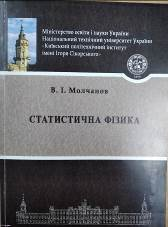 Міністерство освіти і науки України
Національний технічний університет України
«Київський політехнічний інститут
імені Ігоря Сікорського»
В. І. Молчанов
СТАТИСТИЧНА ФІЗИКА